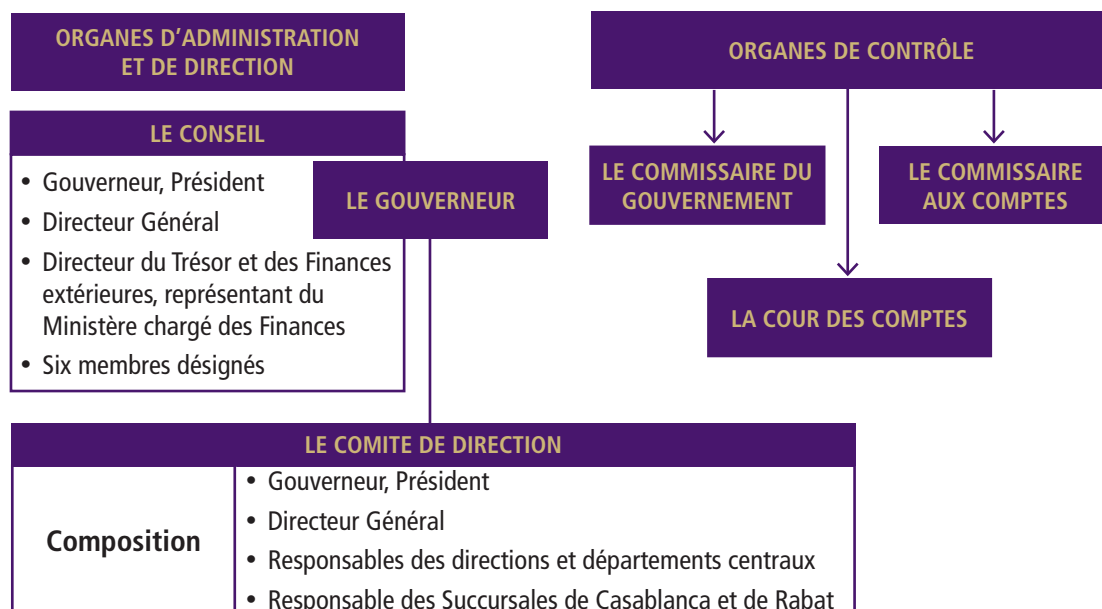 ORGANES D’ADMINISTRATION
ET DE DIRECTION
LE CONSEIL
• Gouverneur, Président
• Directeur Général
• Directeur du Trésor et des Finances
extérieures, représentant du
Ministère chargé des Finances
• Six membres désignés
LE GOUVERNEUR
ORGANES DE CONTRÔLE
LE COMMISSAIRE DU
GOUVERNEMENT
LE COMMISSAIRE
AUX COMPTES
LA COUR DES COMPTES
LE COMITE DE DIRECTION
Composition
• Gouverneur, Président
• Directeur Général
• Responsables des directions et départements centraux
• Responsable des Succursales de Casablanca et de Rabat